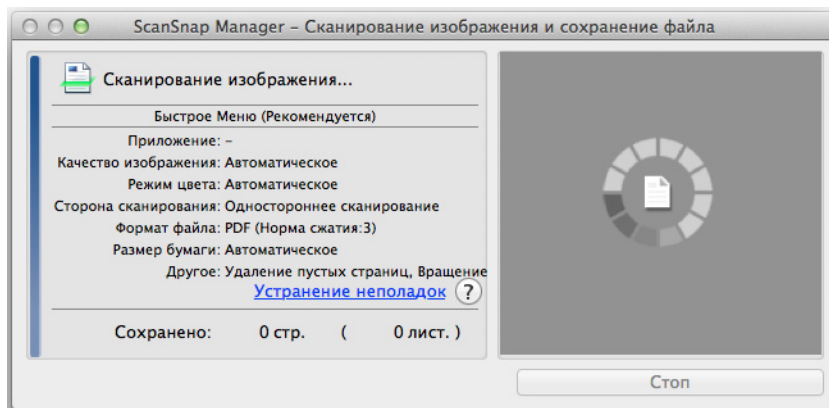 ScanSnap Manager – Сканирование изображения и сохранение файла
Сканирование изображения...
Быстрое Меню (Рекомендуется)
Приложение: –
Качество изображения: Автоматическое
Режим цвета: Автоматическое
Сторона сканирования: Одностороннее сканирование
Формат файла: PDF (Норма сжатия:3)
Размер бумаги: Автоматическое
Другое: Удаление пустых страниц, Вращение
Устранение неполадок ?
Сохранено: 0 стр. ( 0 лист. )
Стоп